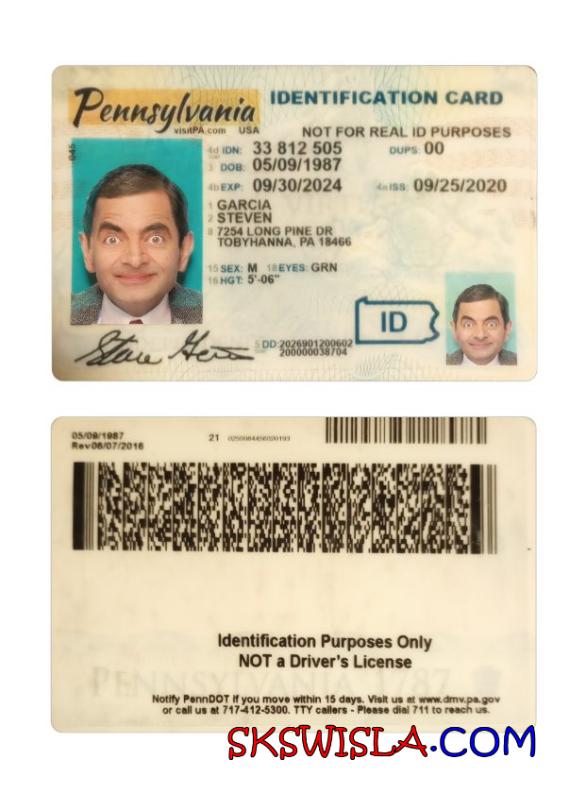 Pennsylvania IDENTIFICATION CARD
visitPA.com USA NOT FOR REAL ID PURPOSES
4d IDN: 33 812 505 DUPS: 00
3 DOB: 05/09/1987
4b EXP: 09/30/2024 4a ISS: 09/25/2020
1 GARCIA
2 STEVEN
8 7254 LONG PINE DR
TOBYHANNA, PA 18466
15 SEX: M 18 EYES: GRN
16 HGT: 5'-06"
ID
5 DD: 2026901200602
200000038704
05/09/1987
Rev06/07/2016
21 0250084456020193
Identification Purposes Only
NOT a Driver's License
PENNSYLVANIA 1787
Notify PennDOT if you move within 15 days. Visit us at www.dmv.pa.gov
or call us at 717-412-5300. TTY callers - Please dial 711 to reach us.
SKSWISLA.COM